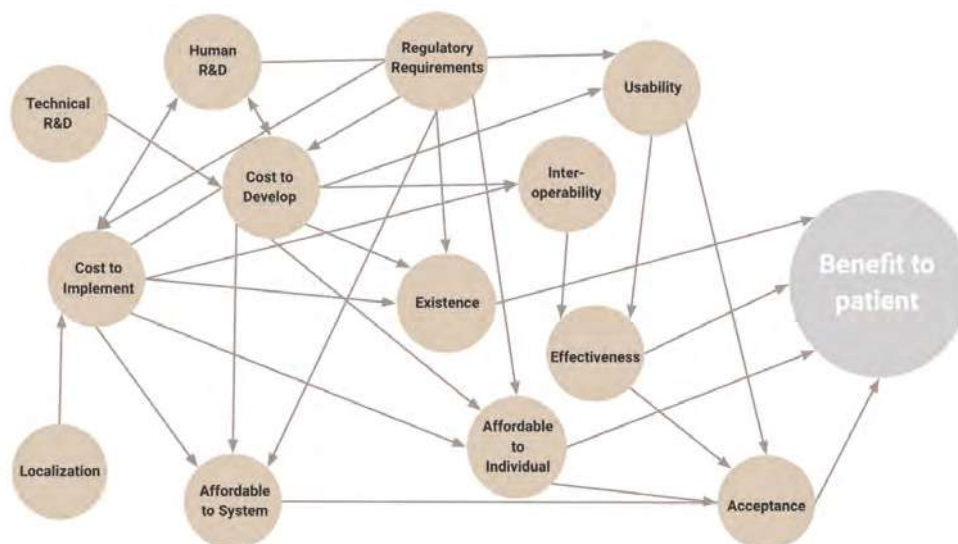 Human
R&D
Regulatory
Requirements
Usability
Technical
R&D
Cost to
Develop
Inter-
operability
Cost to
Implement
Existence
Benefit to
patient
Effectiveness
Localization
Affordable
to System
Affordable
to
Individual
Acceptance